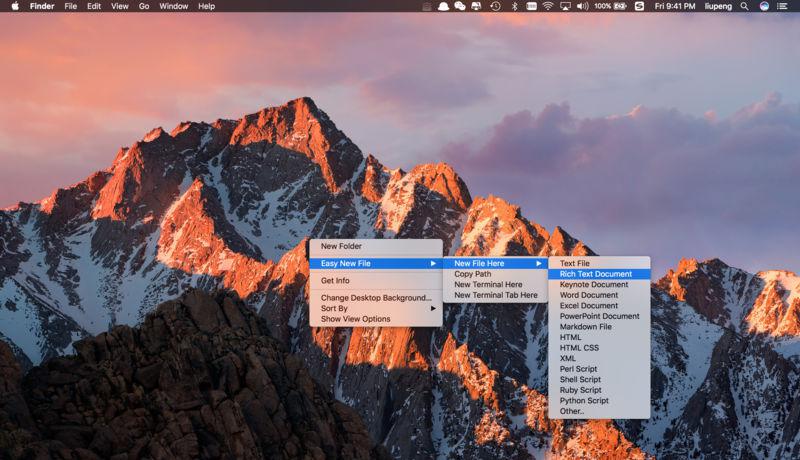 Finder File Edit View Go Window Help 100% Fri 9:41 PM liupeng
New Folder
Easy New File
Get Info
Change Desktop Background...
Sort By
Show View Options
New File Here
Copy Path
New Terminal Here
New Terminal Tab Here
Text File
Rich Text Document
Keynote Document
Word Document
Excel Document
PowerPoint Document
Markdown File
HTML
HTML CSS
XML
Perl Script
Shell Script
Ruby Script
Python Script
Other..